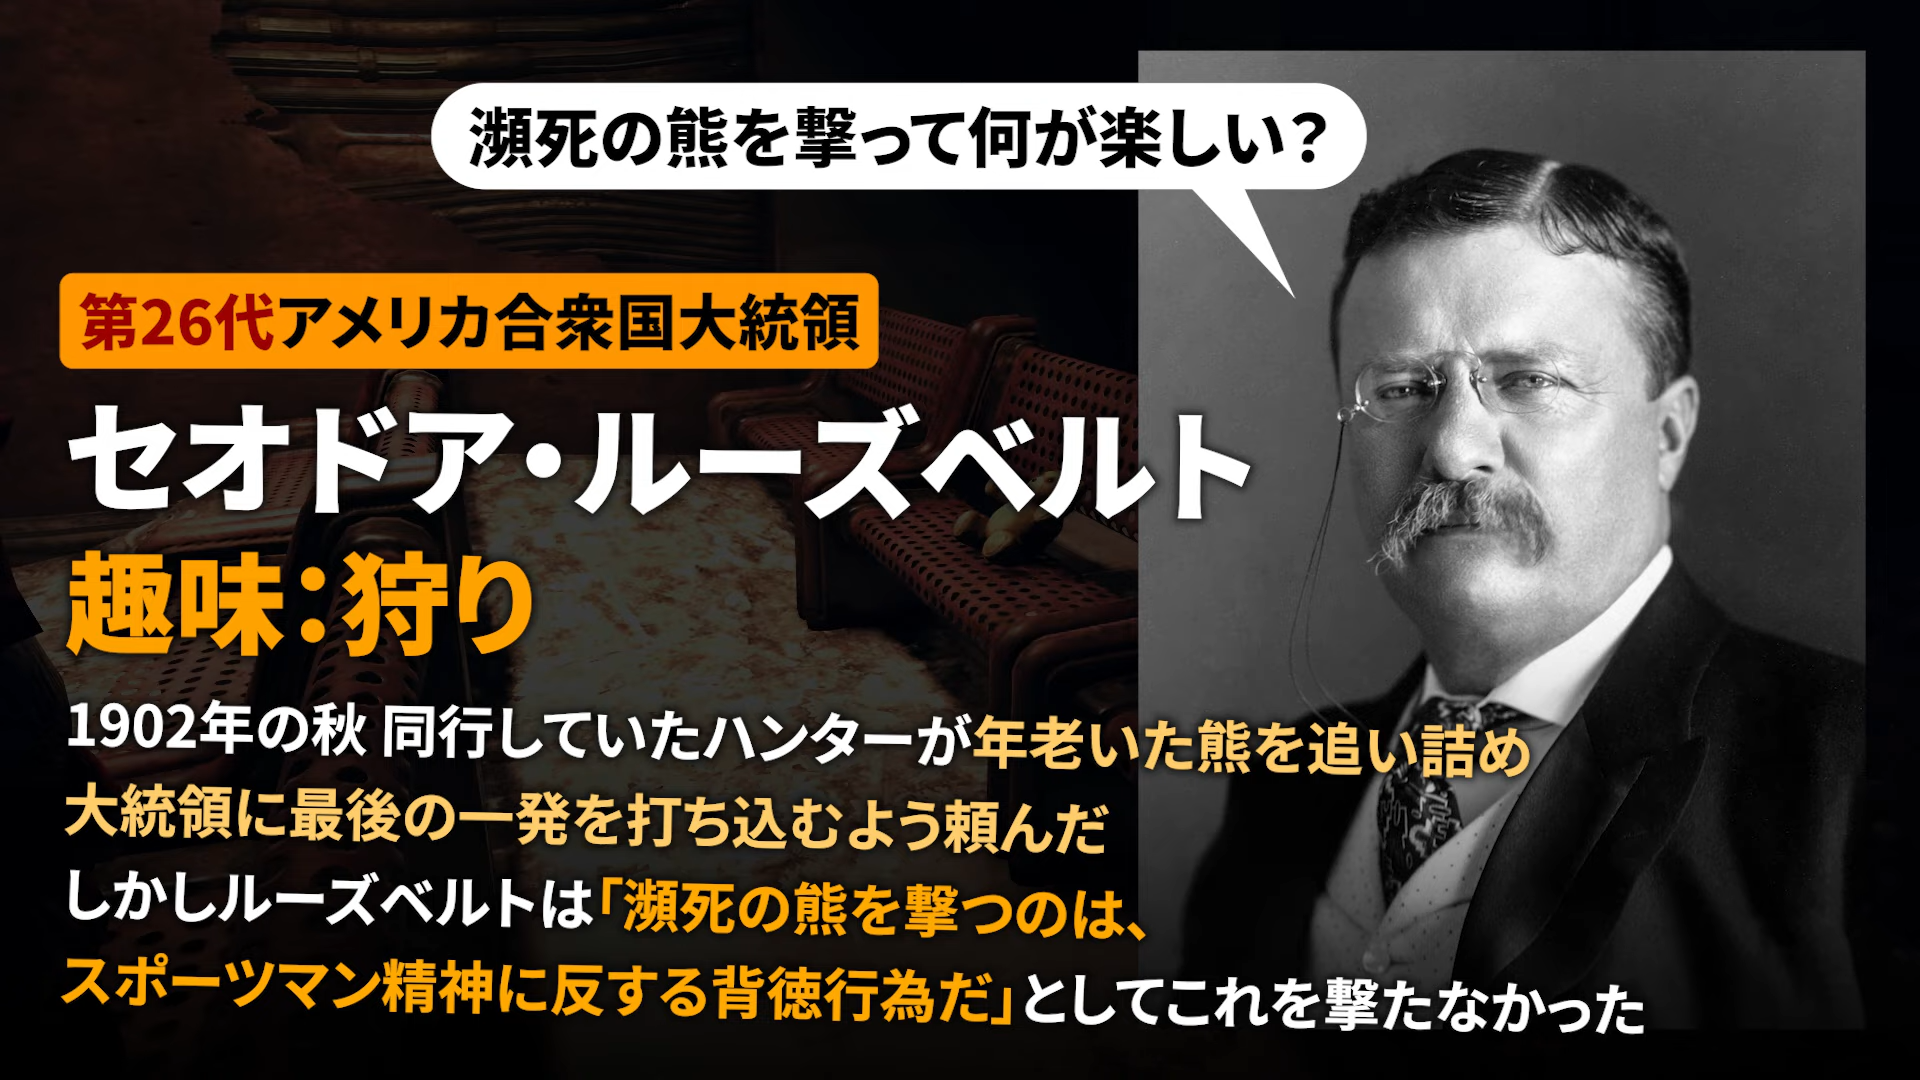 瀕死の熊を撃って何が楽しい？
第26代アメリカ合衆国大統領
セオドア・ルーズベルト
趣味：狩り
1902年の秋 同行していたハンターが年老いた熊を追い詰め
大統領に最後の一発を打ち込むよう頼んだ
しかしルーズベルトは「瀕死の熊を撃つのは、
スポーツマン精神に反する背徳行為だ」としてこれを撃たなかった